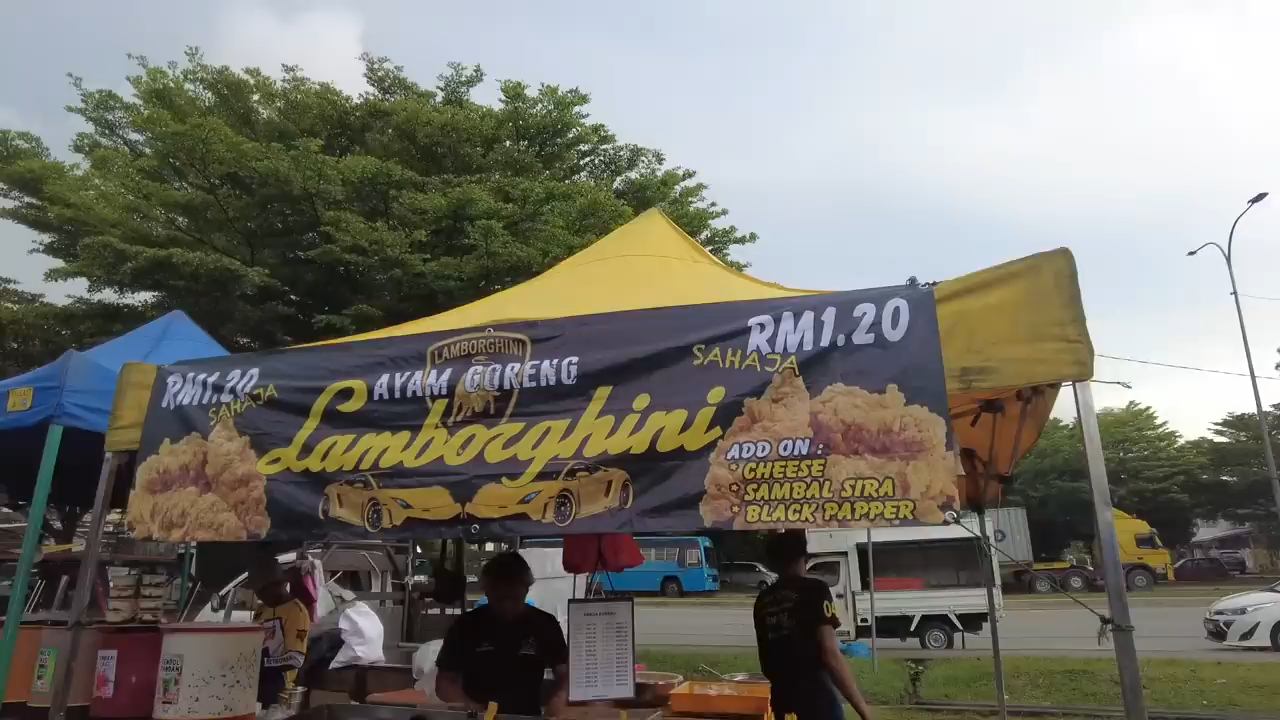 RM1.20
SAHAJA
LAMBORGHINI
AYAM GORENG
Lamborghini
RM1.20
SAHAJA
ADD ON :
* CHEESE
* SAMBAL SIRA
* BLACK PAPPER